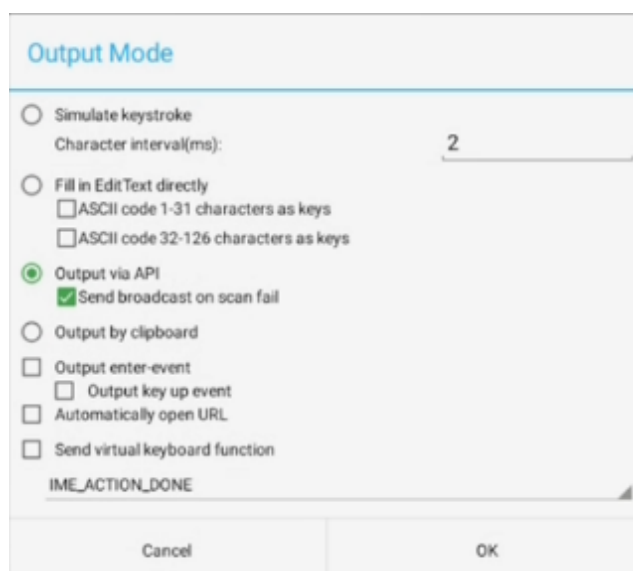 Output Mode
Simulate keystroke
Character interval(ms): 2
Fill in EditText directly
ASCII code 1-31 characters as keys
ASCII code 32-126 characters as keys
Output via API
Send broadcast on scan fail
Output by clipboard
Output enter-event
Output key up event
Automatically open URL
Send virtual keyboard function
IME_ACTION_DONE
Cancel OK